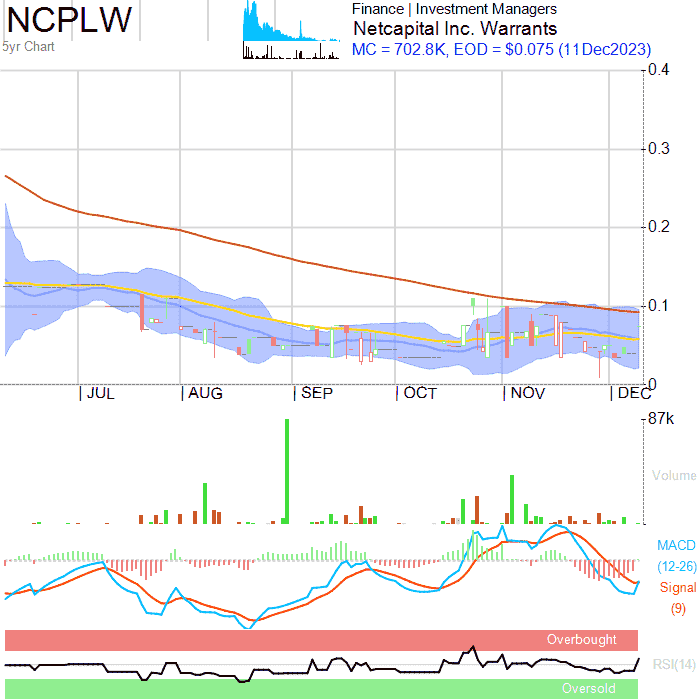 NCPLW
5yr Chart
Finance | Investment Managers
Netcapital Inc. Warrants
MC = 702.8K, EOD = $0.075 (11Dec2023)
0.4
0.3
0.2
0.1
0
JUL AUG SEP OCT NOV DEC
87k
Volume
MACD
(12-26)
Signal
(9)
Overbought
RSI(14)
Oversold